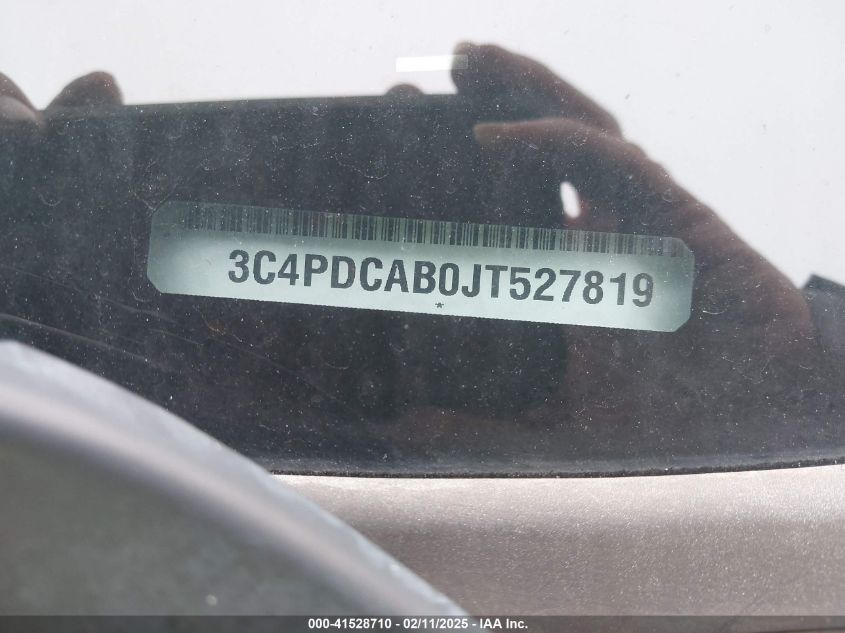 3C4PDCAB0JT527819
*
000-41528710 - 02/11/2025 - IAA Inc.